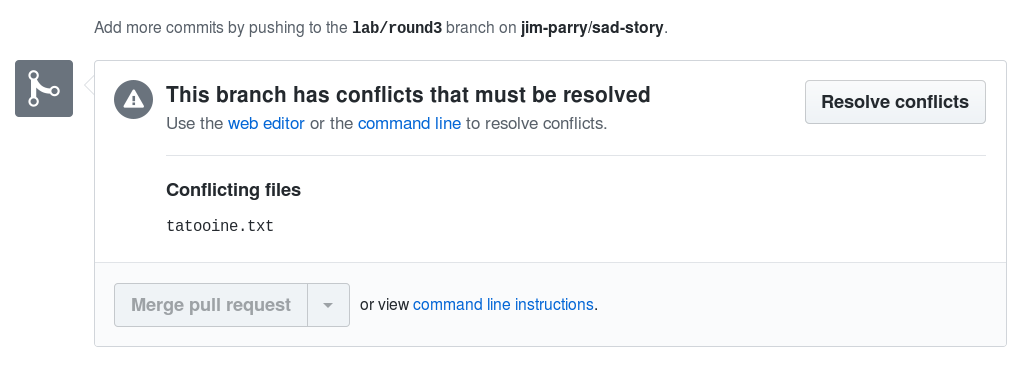 Add more commits by pushing to the lab/round3 branch on jim-parry/sad-story.
This branch has conflicts that must be resolved
Resolve conflicts
Use the web editor or the command line to resolve conflicts.
Conflicting files
tatooine.txt
Merge pull request
or view command line instructions.